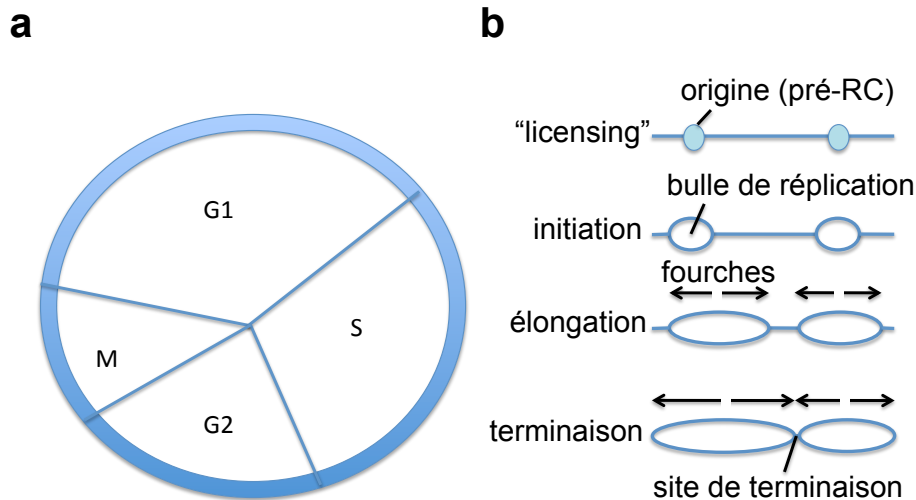 a
G1
S
M
G2
b
origine (pré-RC)
“licensing”
bulle de réplication
initiation
fourches
élongation
terminaison
site de terminaison